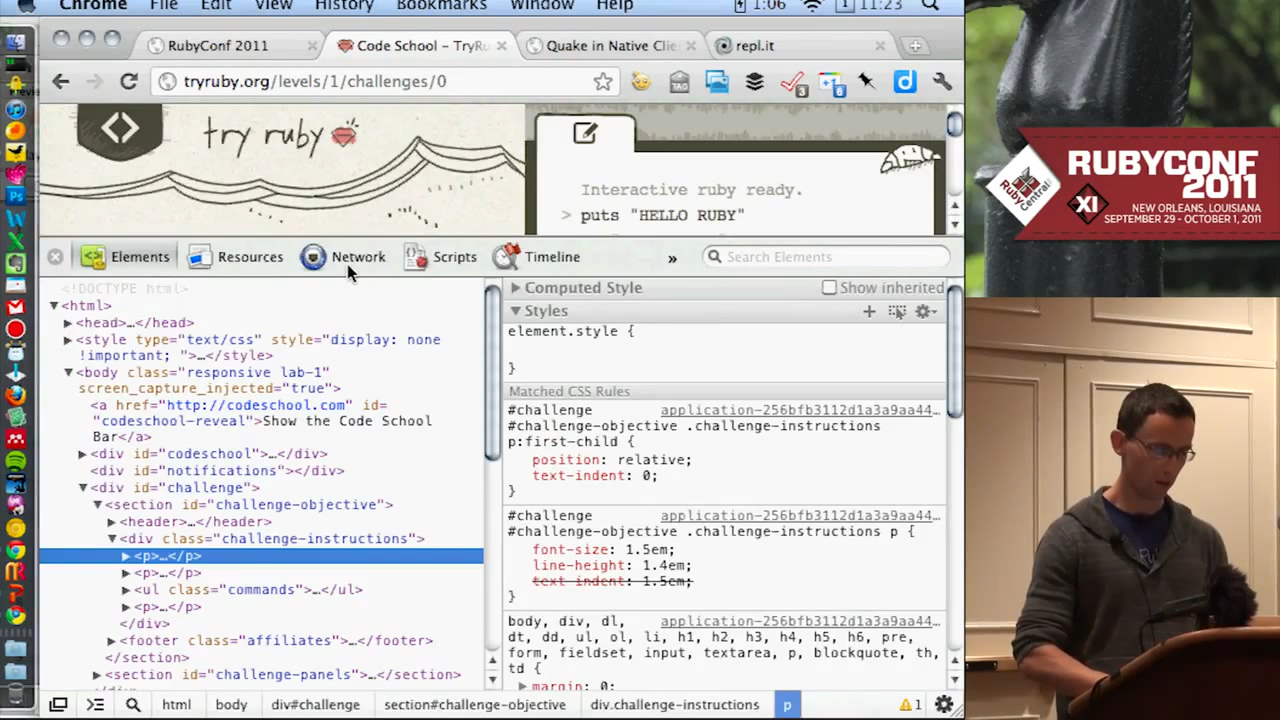 Chrome File Edit View History Bookmarks Window Help 1:06 11:23
RubyConf 2011
Code School - TryRu
Quake in Native Clie
repl.it
tryruby.org/levels/1/challenges/0
TAG
3
6
try ruby
Interactive ruby ready.
> puts "HELLO RUBY"
Elements
Resources
Network
Scripts
Timeline
»
Search Elements
<!DOCTYPE html>
<html>
<head>…</head>
<style type="text/css" style="display: none
!important; ">…</style>
<body class="responsive lab-1"
screen_capture_injected="true">
<a href="http://codeschool.com" id=
"codeschool-reveal">Show the Code School
Bar</a>
<div id="codeschool">…</div>
<div id="notifications"></div>
<div id="challenge">
<section id="challenge-objective">
<header>…</header>
<div class="challenge-instructions">
<p>…</p>
<p>…</p>
<ul class="commands">…</ul>
<p>…</p>
</div>
<footer class="affiliates">…</footer>
</section>
<section id="challenge-panels">…</section>
Computed Style
Show inherited
Styles
element.style {
}
Matched CSS Rules
#challenge application-256bfb3112d1a3a9aa44…
#challenge-objective .challenge-instructions
p:first-child {
position: relative;
text-indent: 0;
}
#challenge application-256bfb3112d1a3a9aa44…
#challenge-objective .challenge-instructions p {
font-size: 1.5em;
line-height: 1.4em;
text-indent: 1.5em;
}
body, div, dl, application-256bfb3112d1a3a9aa44…
dt, dd, ul, ol, li, h1, h2, h3, h4, h5, h6, pre,
form, fieldset, input, textarea, p, blockquote, th,
td {
margin: 0;
html
body
div#challenge
section#challenge-objective
div.challenge-instructions
p
1
RubyCentral
XI
RUBYCONF
2011
NEW ORLEANS, LOUISIANA
SEPTEMBER 29 - OCTOBER 1, 2011